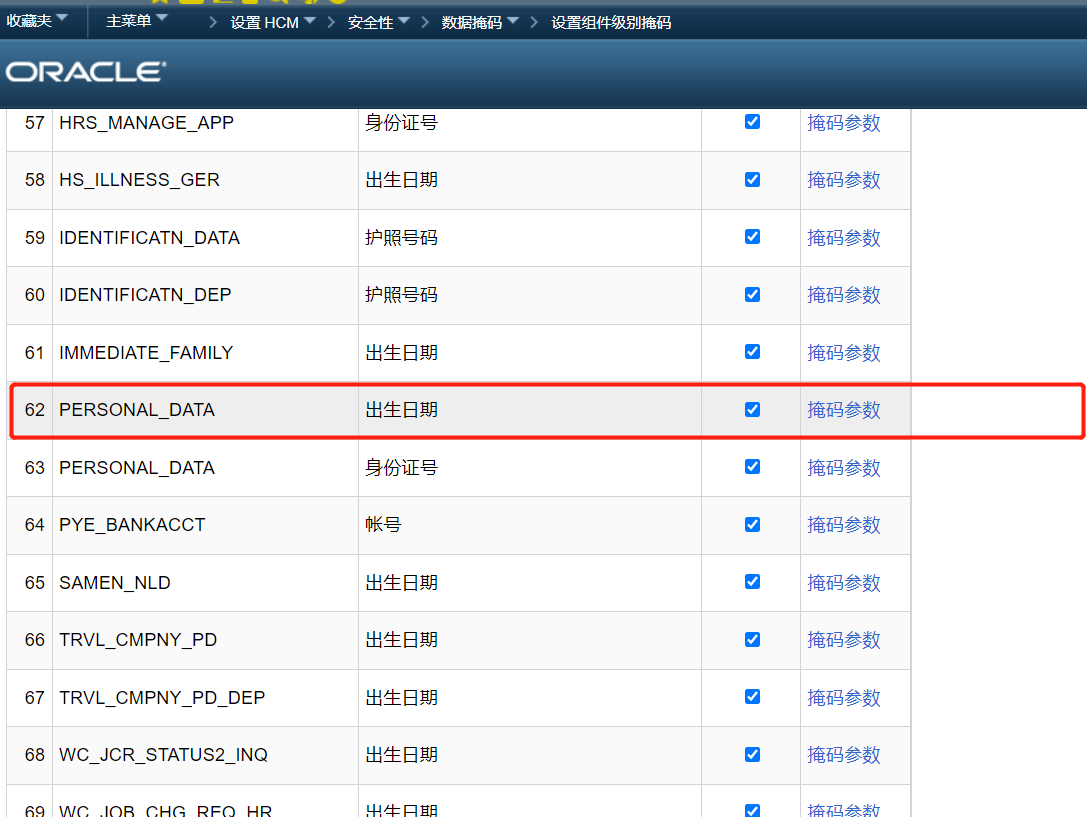 收藏夹 主菜单 > 设置 HCM > 安全性 > 数据掩码 > 设置组件级别掩码
ORACLE®
57 HRS_MANAGE_APP 身份证号 掩码参数
58 HS_ILLNESS_GER 出生日期 掩码参数
59 IDENTIFICATN_DATA 护照号码 掩码参数
60 IDENTIFICATN_DEP 护照号码 掩码参数
61 IMMEDIATE_FAMILY 出生日期 掩码参数
62 PERSONAL_DATA 出生日期 掩码参数
63 PERSONAL_DATA 身份证号 掩码参数
64 PYE_BANKACCT 帐号 掩码参数
65 SAMEN_NLD 出生日期 掩码参数
66 TRVL_CMPNY_PD 出生日期 掩码参数
67 TRVL_CMPNY_PD_DEP 出生日期 掩码参数
68 WC_JCR_STATUS2_INQ 出生日期 掩码参数
69 WC_JOB_CHG_REQ_HR 出生日期 掩码参数